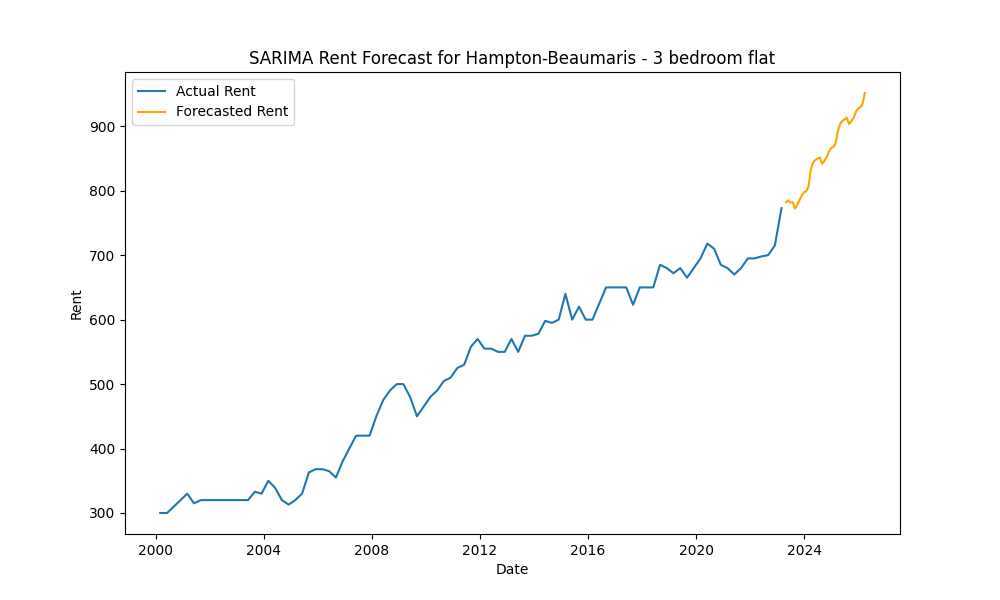 SARIMA Rent Forecast for Hampton-Beaumaris - 3 bedroom flat
Actual Rent
Forecasted Rent
900
800
700
600
500
400
300
Rent
2000 2004 2008 2012 2016 2020 2024
Date